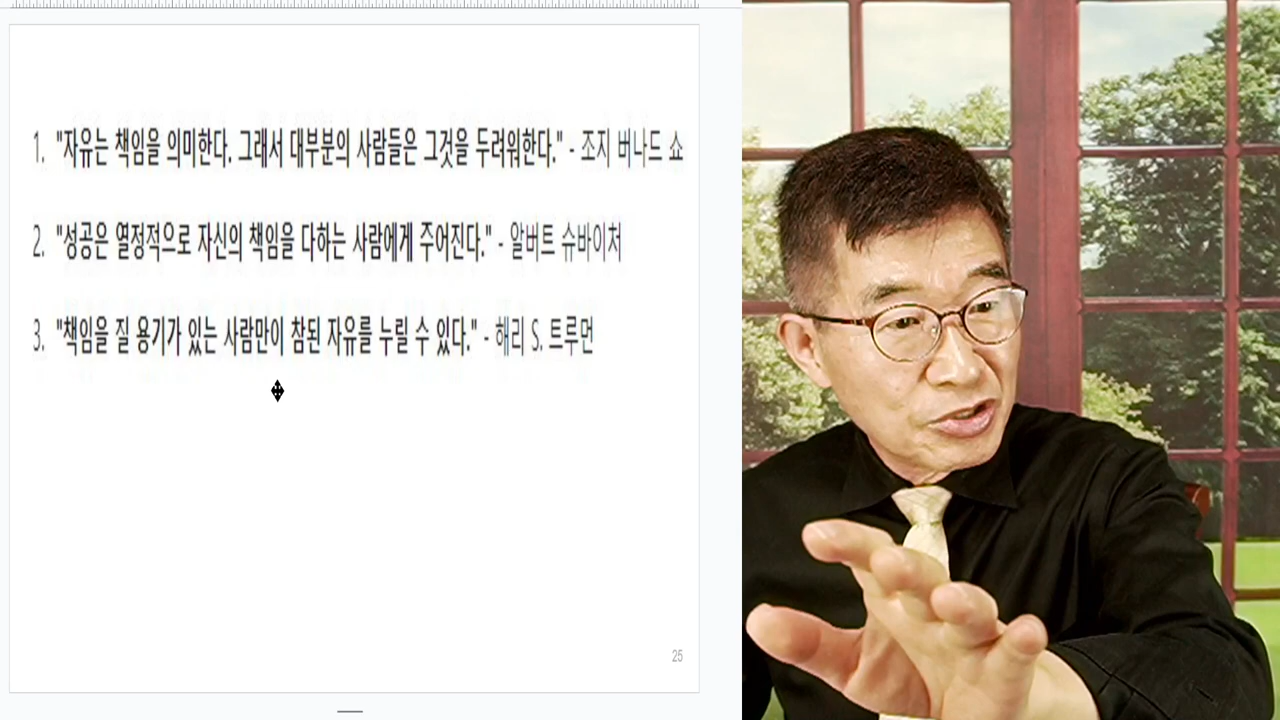 1. "자유는 책임을 의미한다. 그래서 대부분의 사람들은 그것을 두려워한다." - 조지 버나드 쇼
2. "성공은 열정적으로 자신의 책임을 다하는 사람에게 주어진다." - 알버트 슈바이처
3. "책임을 질 용기가 있는 사람만이 참된 자유를 누릴 수 있다." - 해리 S. 트루먼
25